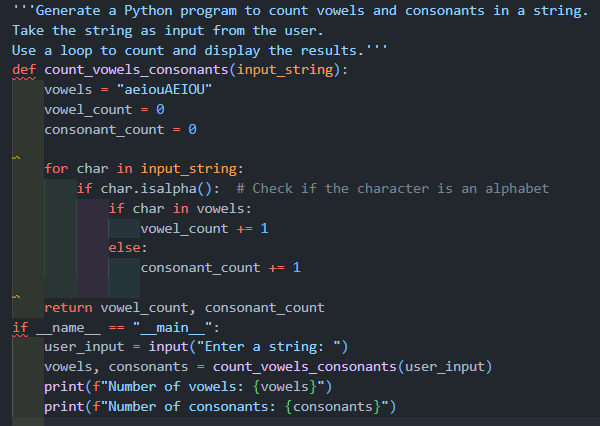 '''Generate a Python program to count vowels and consonants in a string.
Take the string as input from the user.
Use a loop to count and display the results.'''
def count_vowels_consonants(input_string):
    vowels = "aeiouAEIOU"
    vowel_count = 0
    consonant_count = 0

    for char in input_string:
        if char.isalpha():  # Check if the character is an alphabet
            if char in vowels:
                vowel_count += 1
            else:
                consonant_count += 1

    return vowel_count, consonant_count
if __name__ == "__main__":
    user_input = input("Enter a string: ")
    vowels, consonants = count_vowels_consonants(user_input)
    print(f"Number of vowels: {vowels}")
    print(f"Number of consonants: {consonants}")